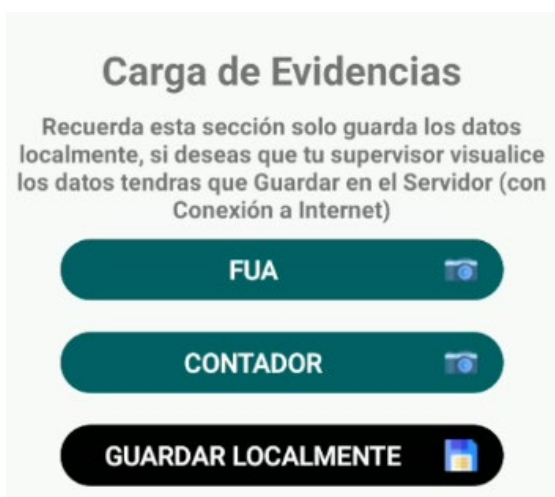 Carga de Evidencias
Recuerda esta sección solo guarda los datos
localmente, si deseas que tu supervisor visualice
los datos tendras que Guardar en el Servidor (con
Conexión a Internet)
FUA
CONTADOR
GUARDAR LOCALMENTE